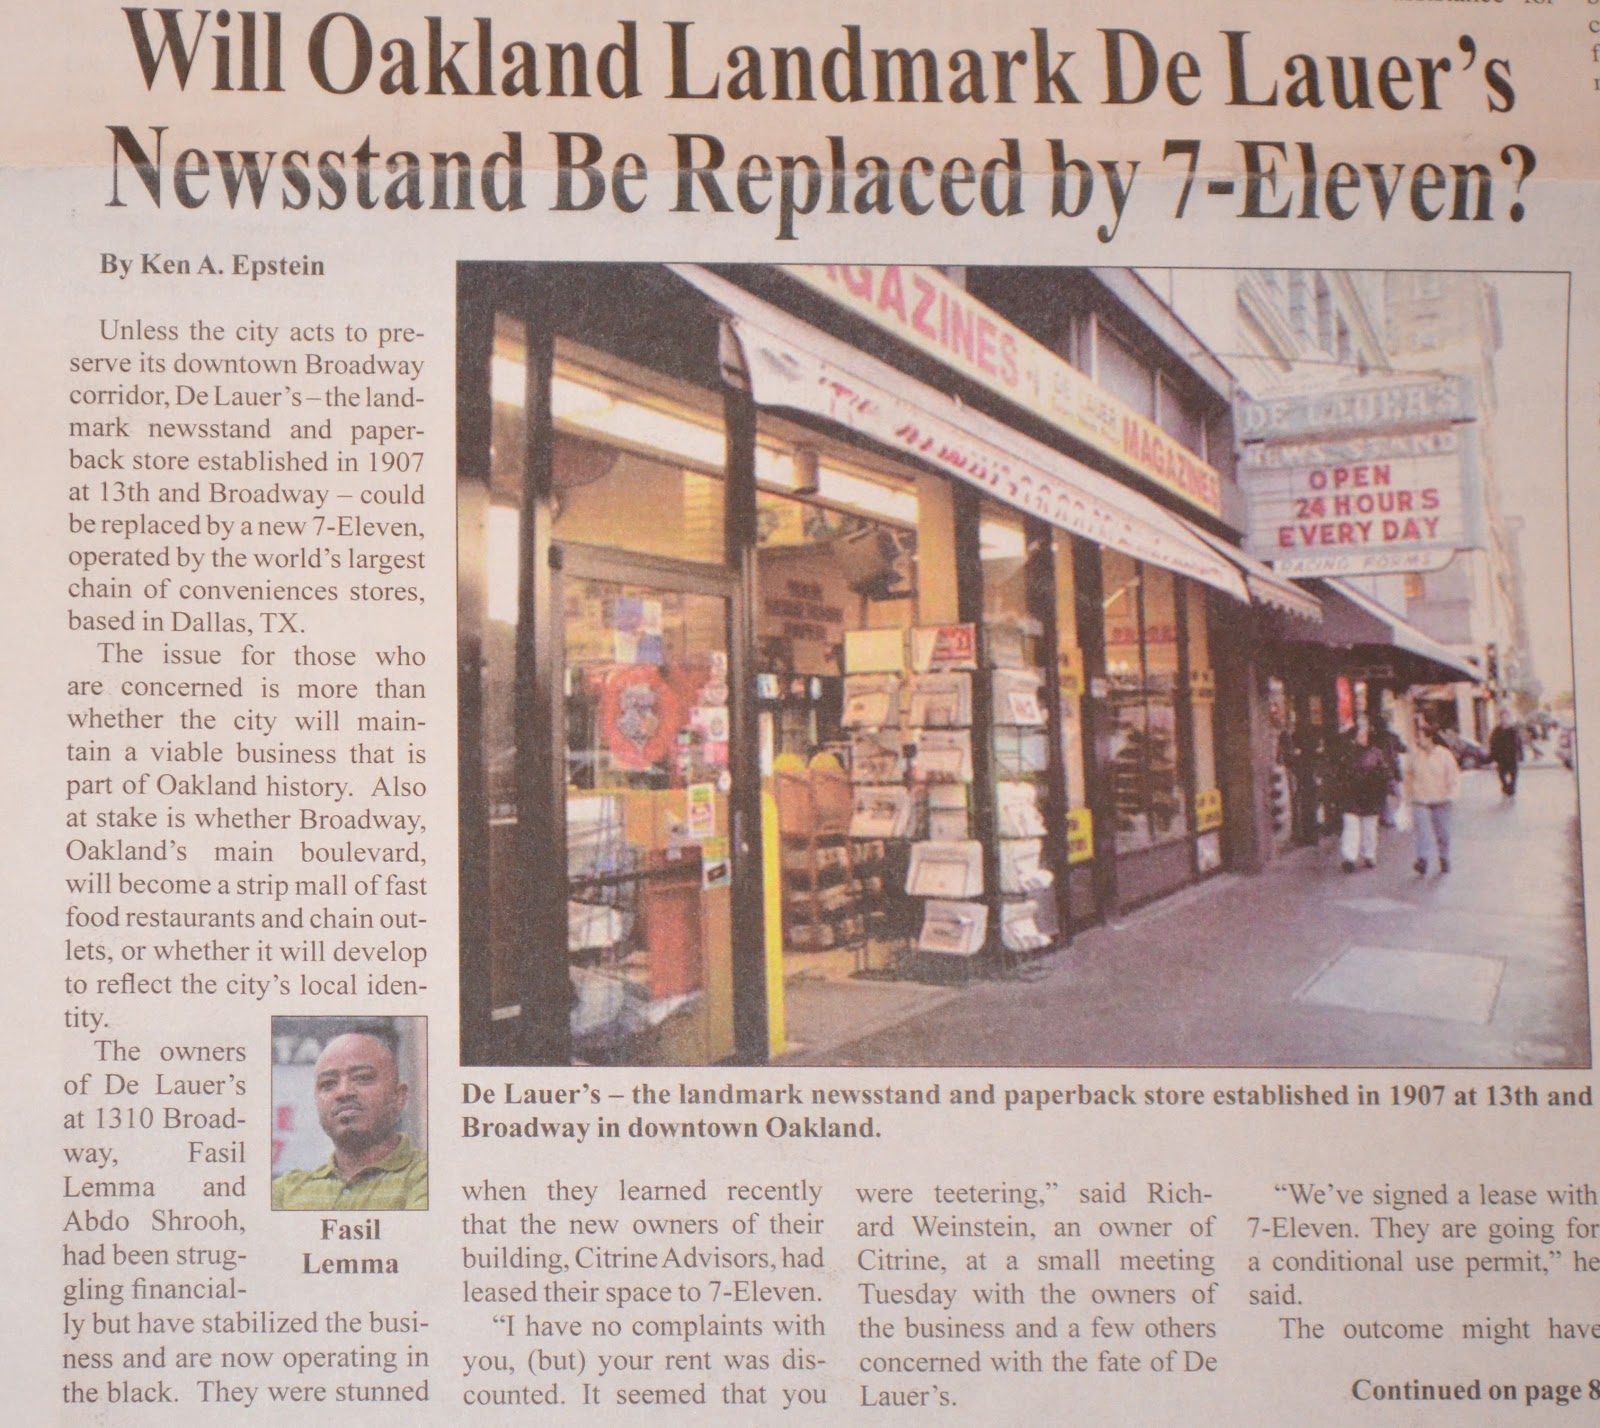 Will Oakland Landmark De Lauer's
Newsstand Be Replaced by 7-Eleven?
By Ken A. Epstein
Unless the city acts to pre-
serve its downtown Broadway
corridor, De Lauer's – the land-
mark newsstand and paper-
back store established in 1907
at 13th and Broadway – could
be replaced by a new 7-Eleven,
operated by the world's largest
chain of conveniences stores,
based in Dallas, TX.
The issue for those who
are concerned is more than
whether the city will main-
tain a viable business that is
part of Oakland history. Also
at stake is whether Broadway,
Oakland's main boulevard,
will become a strip mall of fast
food restaurants and chain out-
lets, or whether it will develop
to reflect the city's local iden-
tity.
The owners
of De Lauer's
at 1310 Broad-
way, Fasil
Lemma and
Abdo Shrooh,
had been strug-
gling financial-
ly but have stabilized the busi-
ness and are now operating in
the black. They were stunned
Fasil
Lemma
AGAZINES
DE LAUER
MAGAZINES
DE LAUER'S
NEWS STAND
OPEN
24 HOURS
EVERY DAY
RACING FORMS
De Lauer's – the landmark newsstand and paperback store established in 1907 at 13th and
Broadway in downtown Oakland.
when they learned recently
that the new owners of their
building, Citrine Advisors, had
leased their space to 7-Eleven.
"I have no complaints with
you, (but) your rent was dis-
counted. It seemed that you
were teetering," said Rich-
ard Weinstein, an owner of
Citrine, at a small meeting
Tuesday with the owners of
the business and a few others
concerned with the fate of De
Lauer's.
"We've signed a lease with
7-Eleven. They are going for
a conditional use permit," he
said.
The outcome might have
Continued on page 8